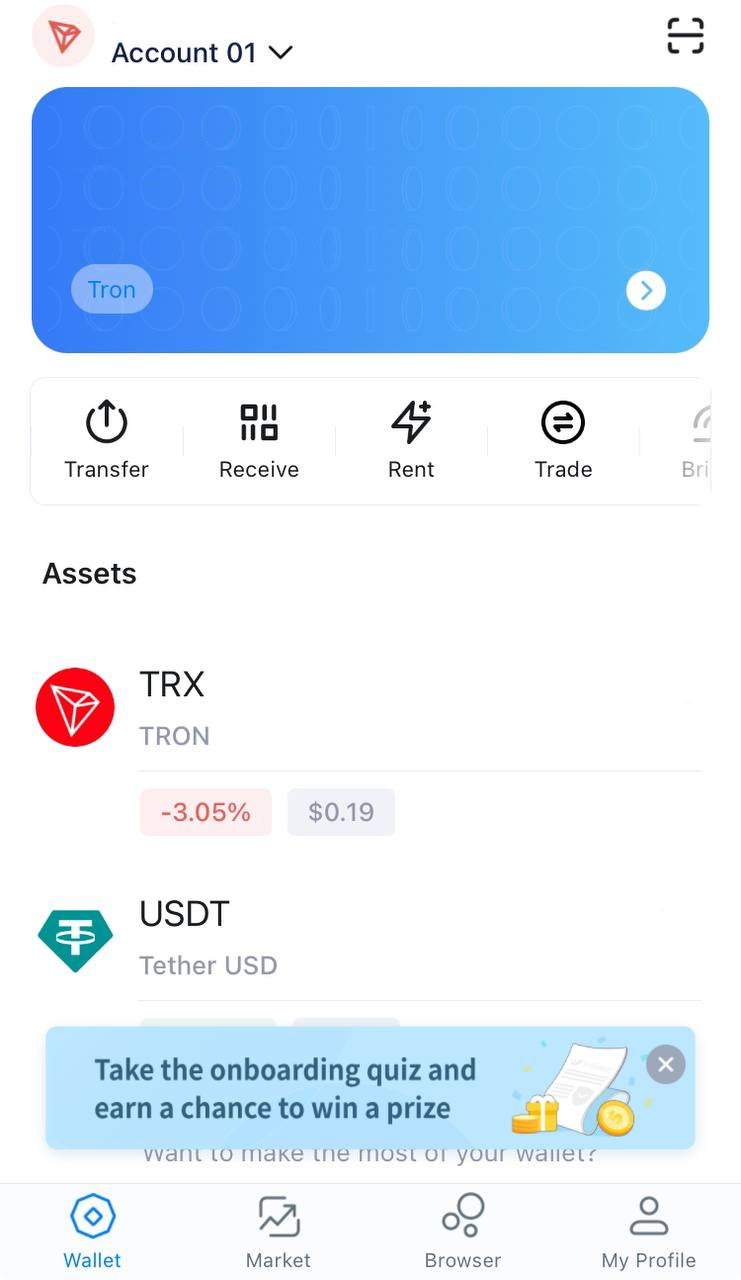 Account 01
Tron
Transfer Receive Rent Trade Bri
Assets
TRX
TRON
-3.05% $0.19
USDT
Tether USD
Take the onboarding quiz and
earn a chance to win a prize
Want to make the most of your wallet?
Wallet Market Browser My Profile